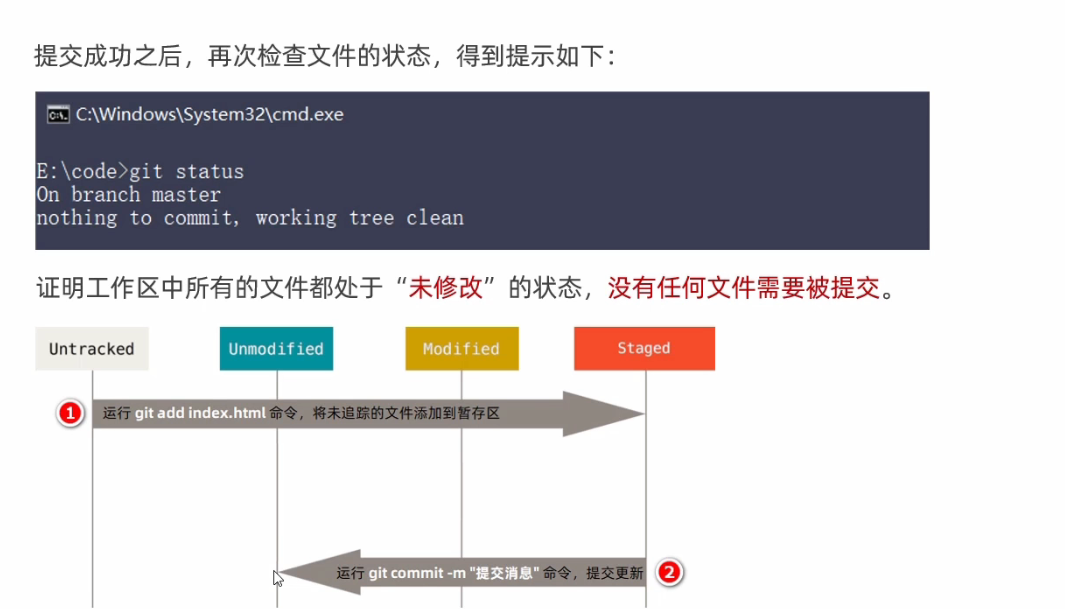 提交成功之后，再次检查文件的状态，得到提示如下：
C:\Windows\System32\cmd.exe
E:\code>git status
On branch master
nothing to commit, working tree clean
证明工作区中所有的文件都处于“未修改”的状态，没有任何文件需要被提交。
Untracked Unmodified Modified Staged
1 运行 git add index.html 命令，将未追踪的文件添加到暂存区
运行 git commit -m "提交消息" 命令，提交更新 2